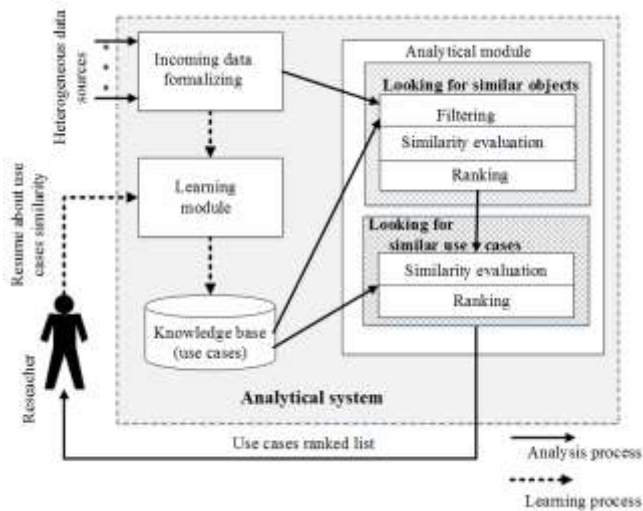 Heterogeneous data
sources
Incoming data
formalizing
Analytical module
Looking for similar objects
Filtering
Similarity evaluation
Ranking
Learning
module
Resume about use
cases similarity
Looking for
similar use cases
Similarity evaluation
Ranking
Knowledge base
(use cases)
Reseacher
Analytical system
Use cases ranked list
Analysis process
Learning process